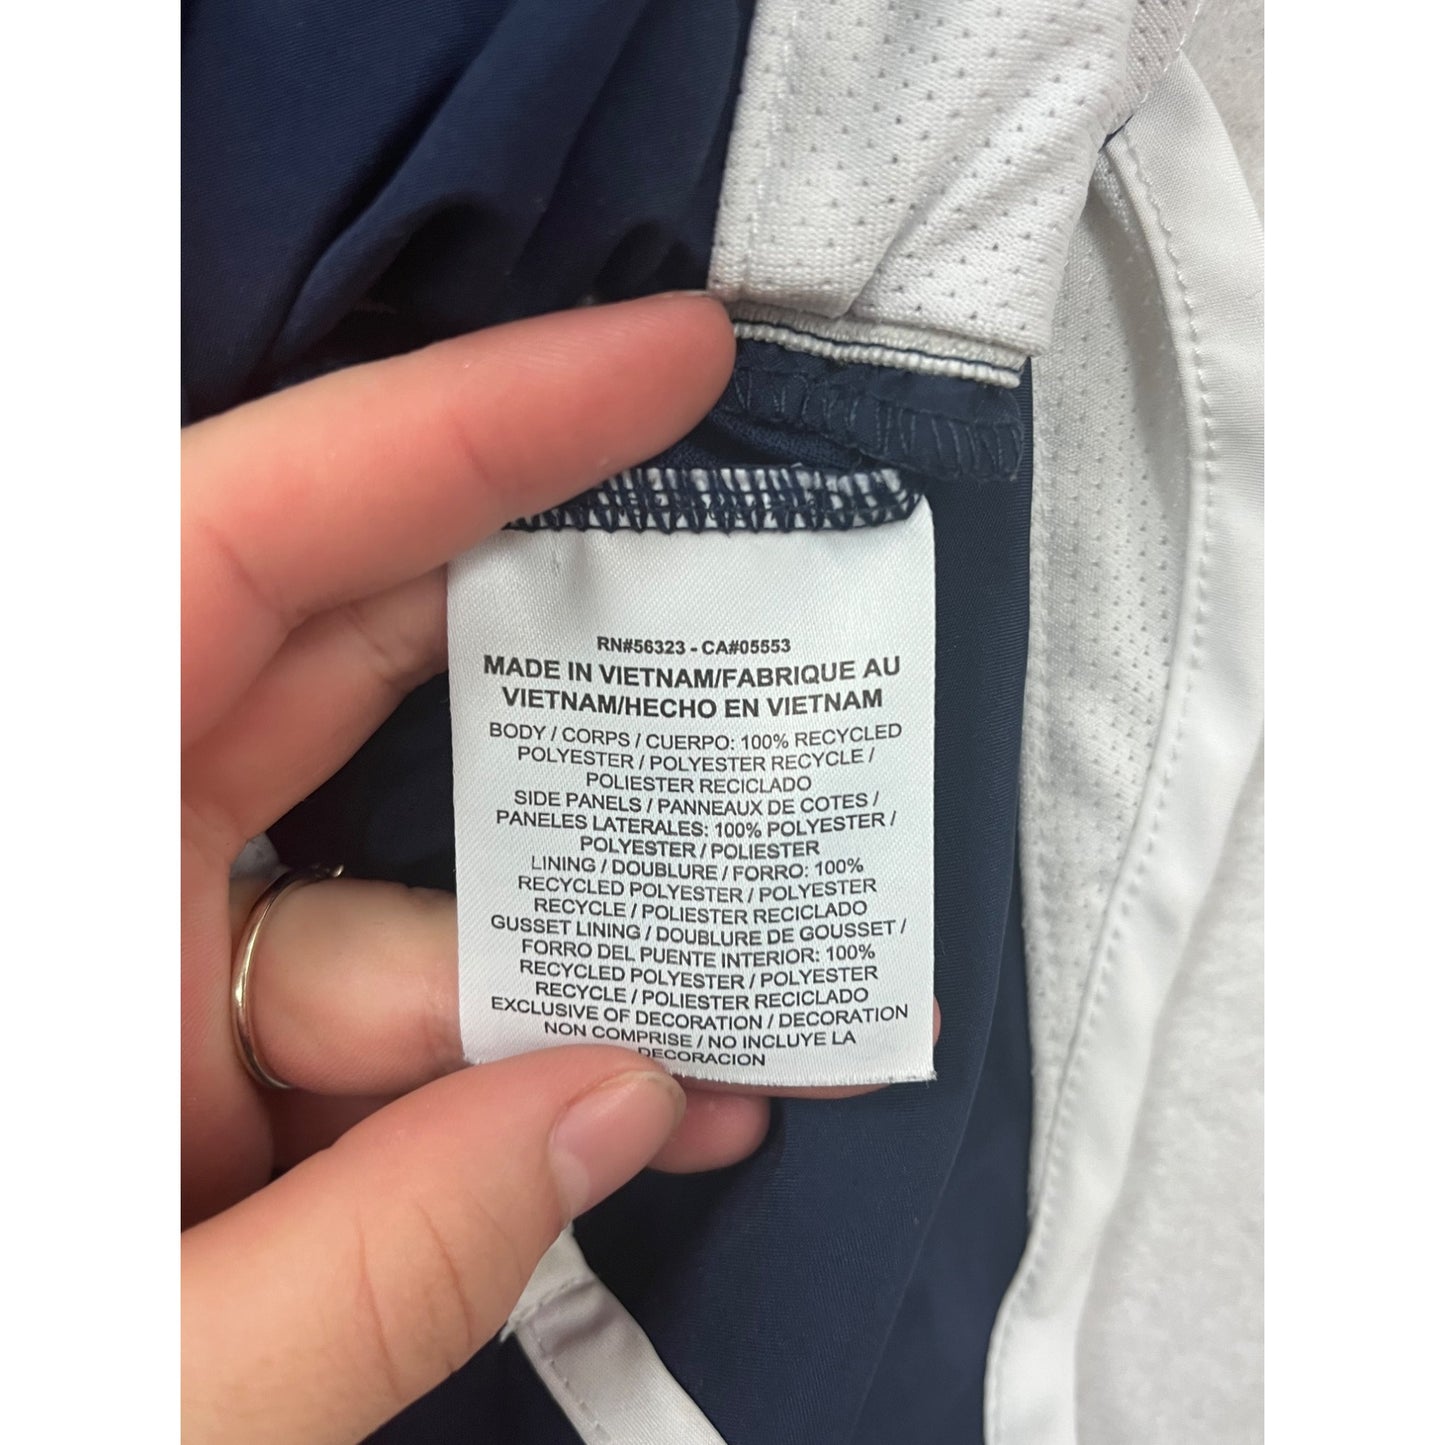 RN#56323 - CA#05553
MADE IN VIETNAM/FABRIQUE AU
VIETNAM/HECHO EN VIETNAM
BODY / CORPS / CUERPO: 100% RECYCLED
POLYESTER / POLYESTER RECYCLE /
POLIESTER RECICLADO
SIDE PANELS / PANNEAUX DE COTES /
PANELES LATERALES: 100% POLYESTER /
POLYESTER / POLIESTER
LINING / DOUBLURE / FORRO: 100%
RECYCLED POLYESTER / POLYESTER
RECYCLE / POLIESTER RECICLADO
GUSSET LINING / DOUBLURE DE GOUSSET /
FORRO DEL PUENTE INTERIOR: 100%
RECYCLED POLYESTER / POLYESTER
RECYCLE / POLIESTER RECICLADO
EXCLUSIVE OF DECORATION / DECORATION
NON COMPRISE / NO INCLUYE LA
DECORACION